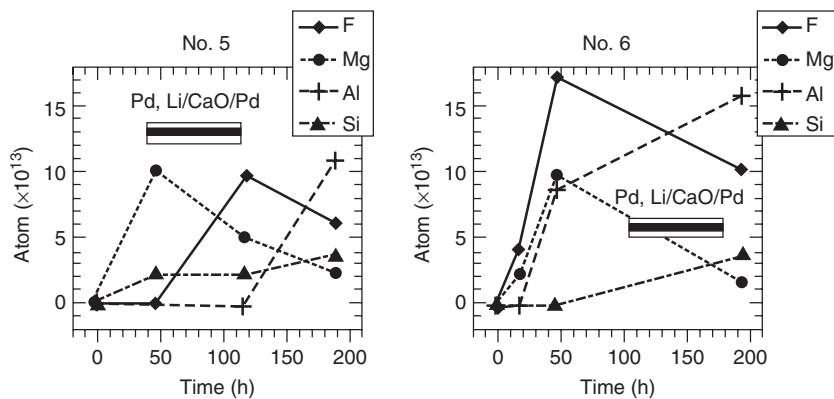 No. 5
F
Mg
Al
Si
Pd, Li/CaO/Pd
15
10
5
0
Atom (×10¹³)
0 50 100 150 200
Time (h)
No. 6
F
Mg
Al
Si
Pd, Li/CaO/Pd
15
10
5
0
Atom (×10¹³)
0 50 100 150 200
Time (h)